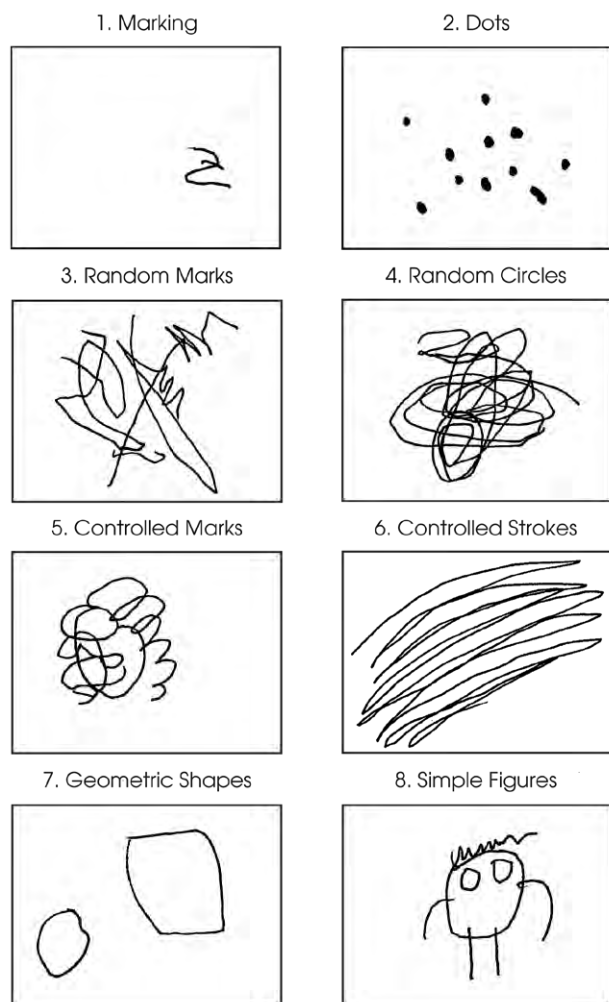 1. Marking
2. Dots
3. Random Marks
4. Random Circles
5. Controlled Marks
6. Controlled Strokes
7. Geometric Shapes
8. Simple Figures